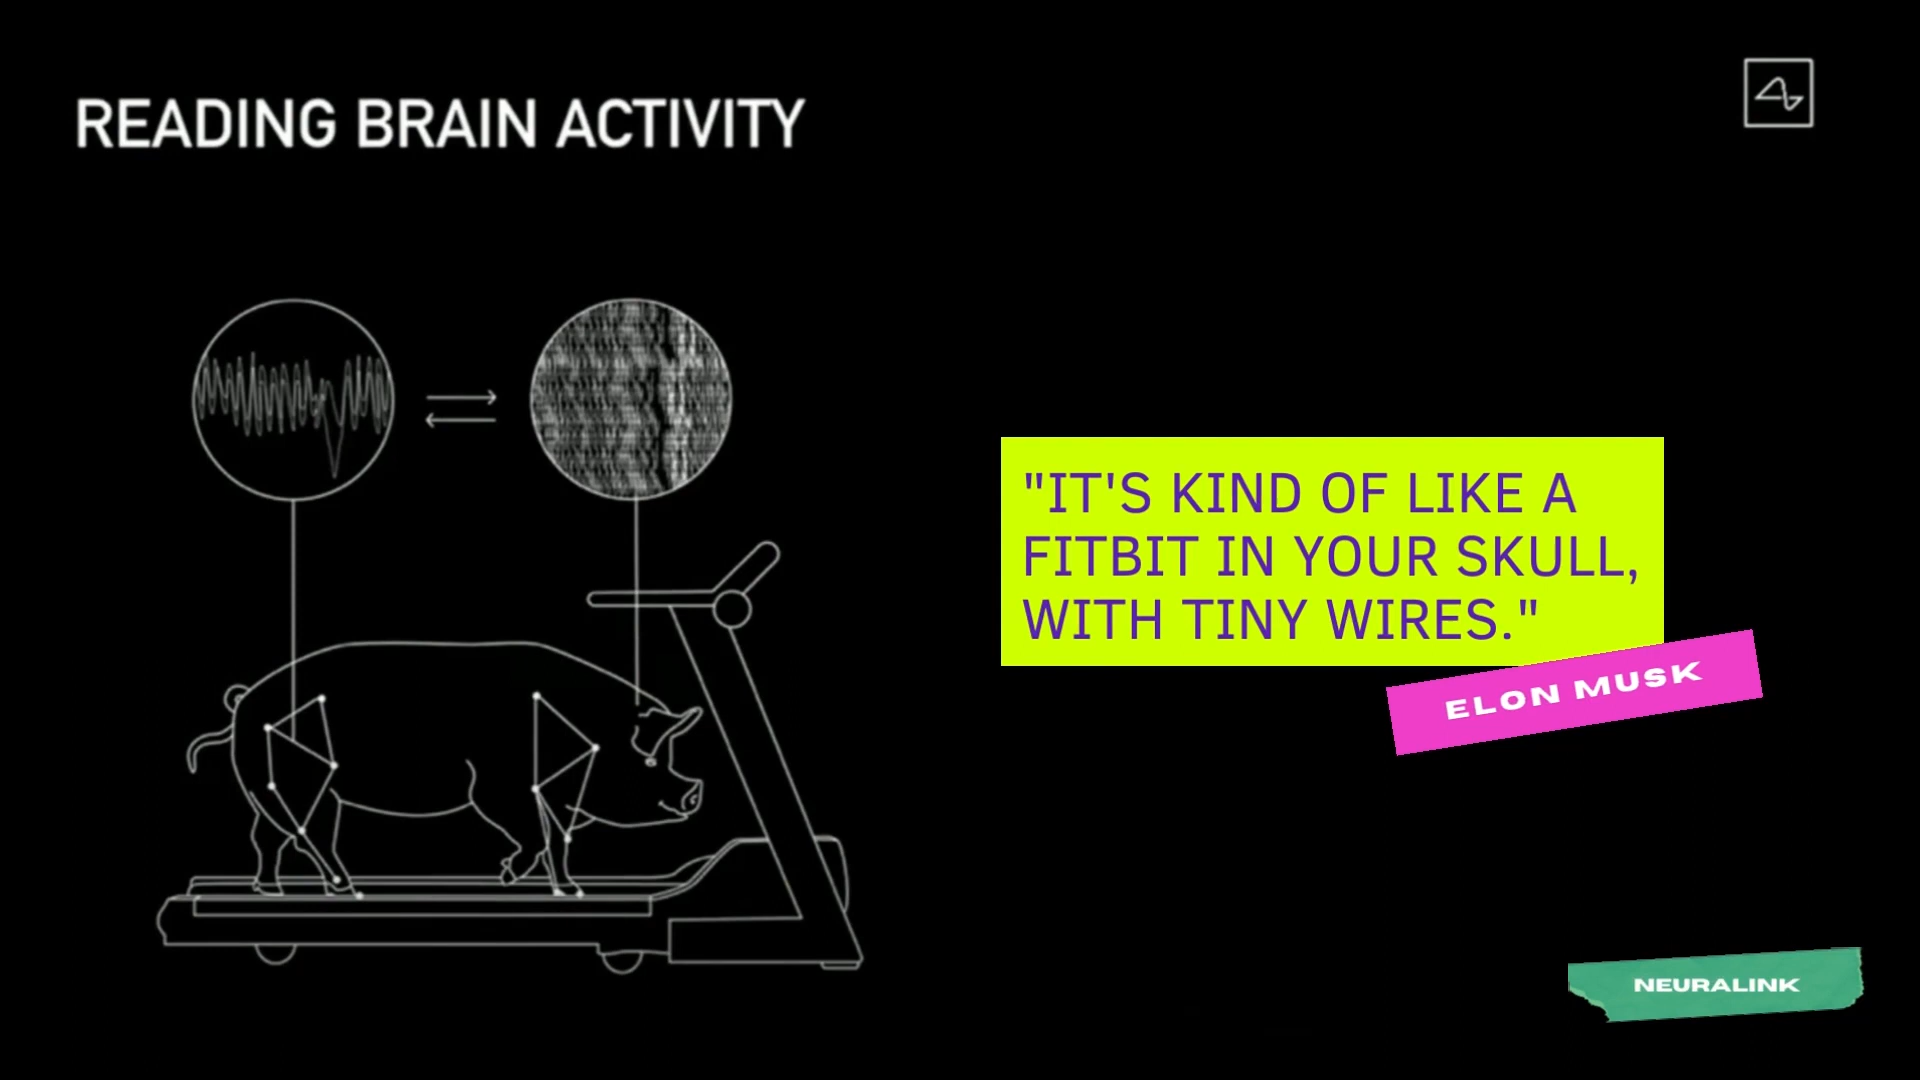 READING BRAIN ACTIVITY
"IT'S KIND OF LIKE A
FITBIT IN YOUR SKULL,
WITH TINY WIRES."
ELON MUSK
NEURALINK